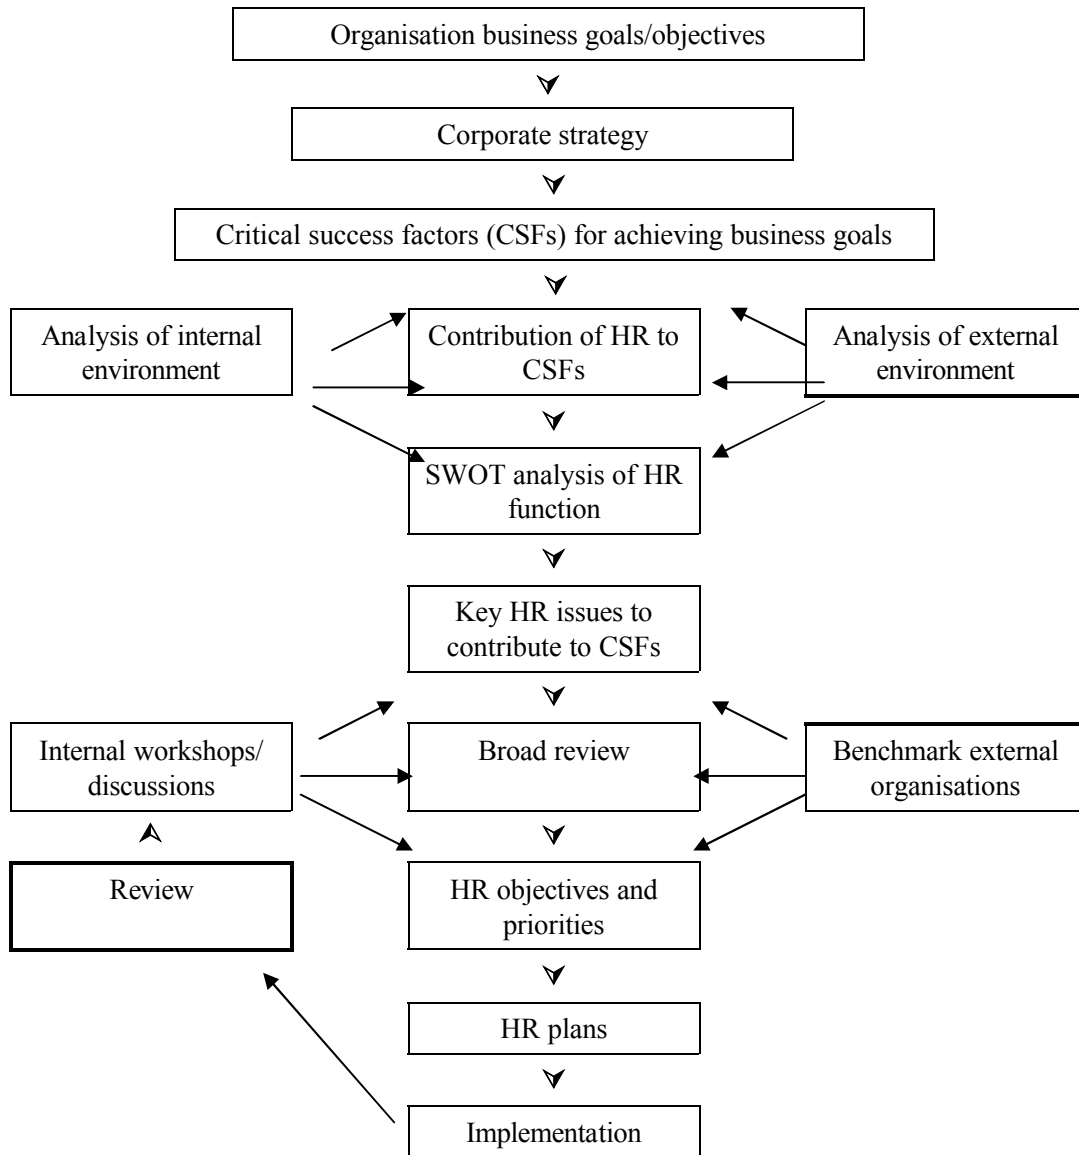 Organisation business goals/objectives
Corporate strategy
Critical success factors (CSFs) for achieving business goals
Analysis of internal
environment
Contribution of HR to
CSFs
Analysis of external
environment
SWOT analysis of HR
function
Key HR issues to
contribute to CSFs
Internal workshops/
discussions
Broad review
Benchmark external
organisations
Review
HR objectives and
priorities
HR plans
Implementation